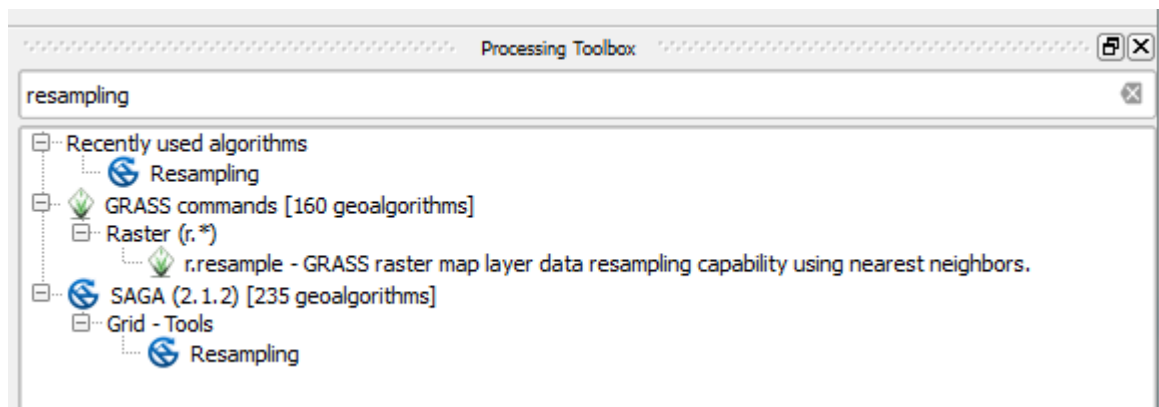 Processing Toolbox
resampling
Recently used algorithms
Resampling
GRASS commands [160 geoalgorithms]
Raster (r.*)
r.resample - GRASS raster map layer data resampling capability using nearest neighbors.
SAGA (2.1.2) [235 geoalgorithms]
Grid - Tools
Resampling